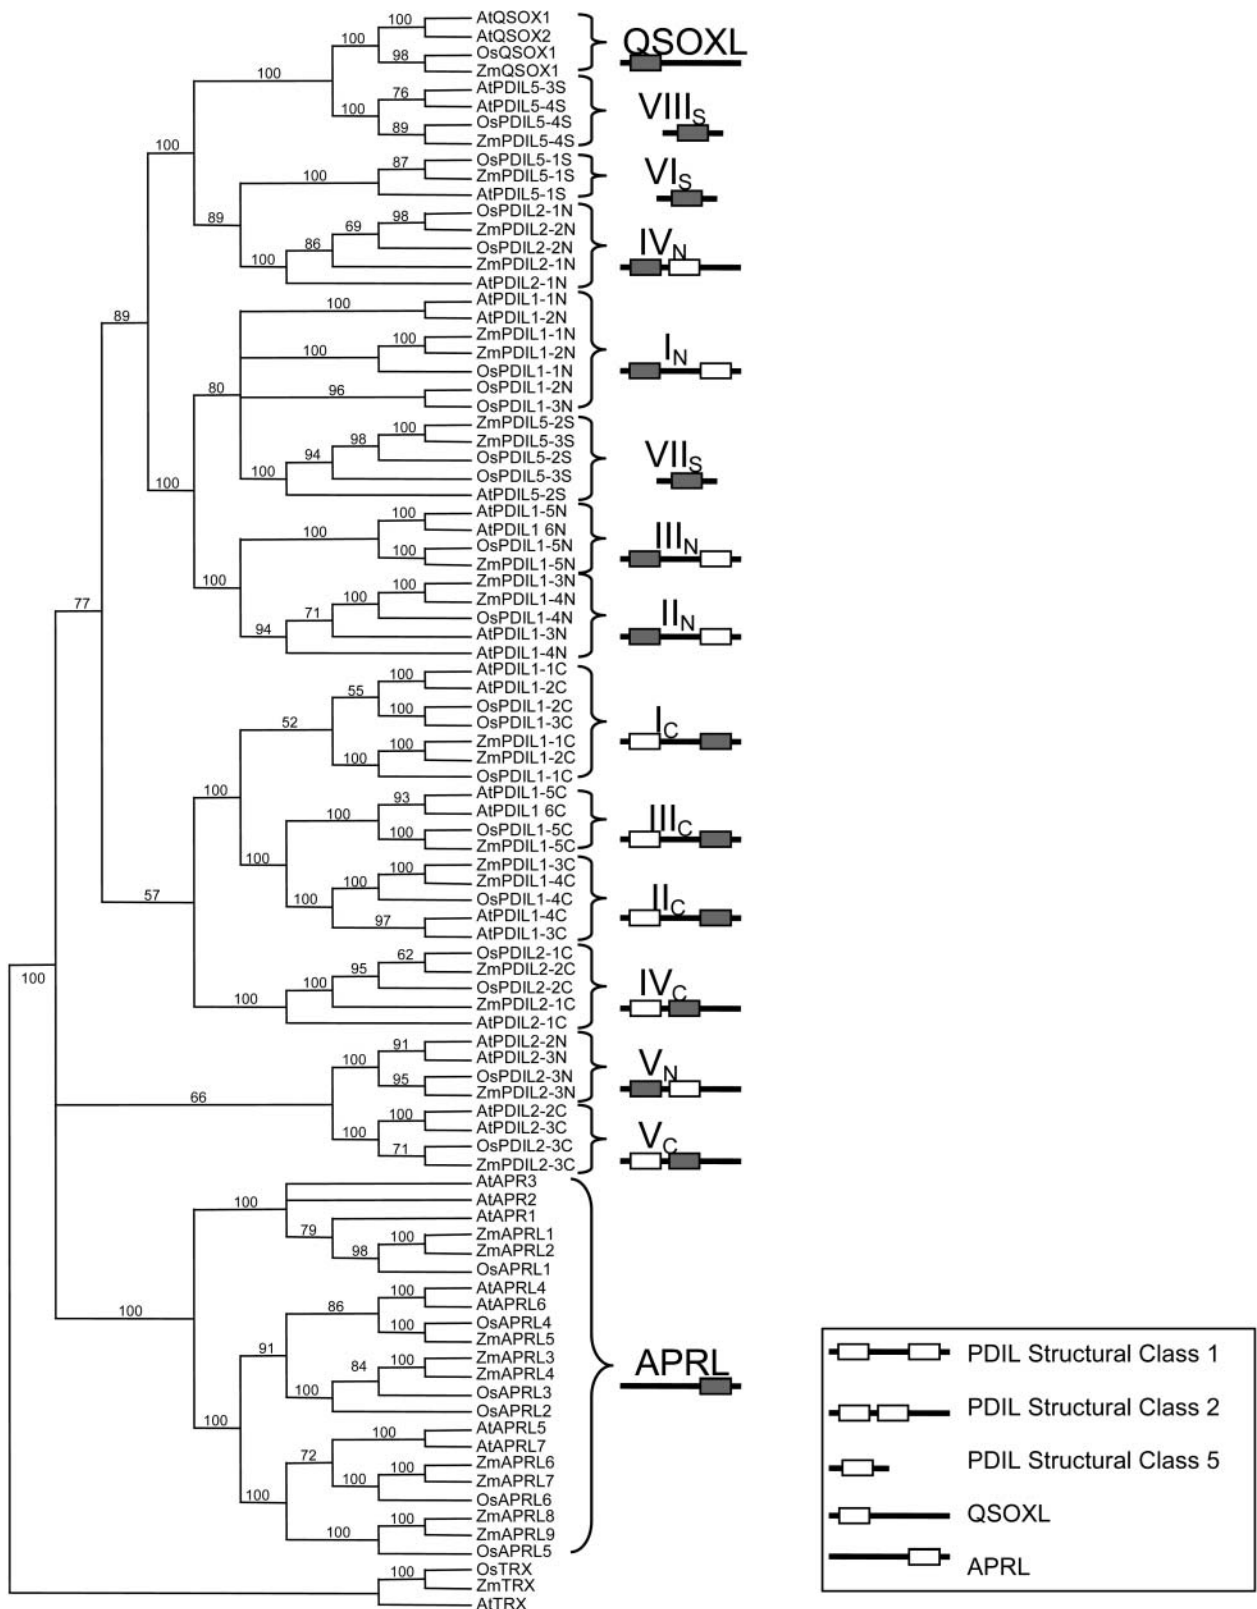 100 AtQSOX1
100 AtQSOX2
98 OsQSOX1
100 ZmQSOX1
QSOXL
76 AtPDIL5-3S
100 AtPDIL5-4S
89 OsPDIL5-4S
100 ZmPDIL5-4S
VIIIS
87 OsPDIL5-1S
100 ZmPDIL5-1S
89 AtPDIL5-1S
VIS
98 OsPDIL2-1N
69 ZmPDIL2-2N
86 OsPDIL2-2N
100 ZmPDIL2-1N
AtPDIL2-1N
IVN
89
100 AtPDIL1-1N
AtPDIL1-2N
100 ZmPDIL1-1N
100 ZmPDIL1-2N
OsPDIL1-1N
80 96 OsPDIL1-2N
OsPDIL1-3N
IN
100 ZmPDIL5-2S
98 ZmPDIL5-3S
94 OsPDIL5-2S
100 OsPDIL5-3S
100 AtPDIL5-2S
VIIS
100 AtPDIL1-5N
100 AtPDIL1 6N
100 OsPDIL1-5N
ZmPDIL1-5N
IIIN
100 100 ZmPDIL1-3N
100 ZmPDIL1-4N
71 OsPDIL1-4N
94 AtPDIL1-3N
AtPDIL1-4N
IIN
77
100 AtPDIL1-1C
55 AtPDIL1-2C
100 OsPDIL1-2C
52 OsPDIL1-3C
100 ZmPDIL1-1C
100 ZmPDIL1-2C
OsPDIL1-1C
IC
100
93 AtPDIL1-5C
100 AtPDIL1 6C
100 OsPDIL1-5C
ZmPDIL1-5C
IIIC
100 100 ZmPDIL1-3C
100 ZmPDIL1-4C
100 OsPDIL1-4C
57 97 AtPDIL1-4C
AtPDIL1-3C
IIC
62 OsPDIL2-1C
95 ZmPDIL2-2C
100 OsPDIL2-2C
100 ZmPDIL2-1C
AtPDIL2-1C
IVC
100
91 AtPDIL2-2N
100 AtPDIL2-3N
95 OsPDIL2-3N
ZmPDIL2-3N
VN
66
100 AtPDIL2-2C
100 AtPDIL2-3C
71 OsPDIL2-3C
ZmPDIL2-3C
VC
AtAPR3
100 AtAPR2
79 AtAPR1
100 ZmAPRL1
98 ZmAPRL2
OsAPRL1
100 AtAPRL4
86 AtAPRL6
100 100 OsAPRL4
ZmAPRL5
91 100 ZmAPRL3
84 ZmAPRL4
100 OsAPRL3
OsAPRL2
APRL
100 100 AtAPRL5
AtAPRL7
72 100 ZmAPRL6
100 ZmAPRL7
100 OsAPRL6
100 ZmAPRL8
100 ZmAPRL9
OsAPRL5
100 OsTRX
ZmTRX
AtTRX
PDIL Structural Class 1
PDIL Structural Class 2
PDIL Structural Class 5
QSOXL
APRL